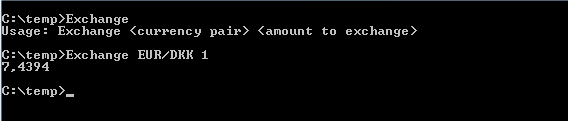 C:\temp>Exchange
Usage: Exchange <currency pair> <amount to exchange>
C:\temp>Exchange EUR/DKK 1
7,4394
C:\temp>_